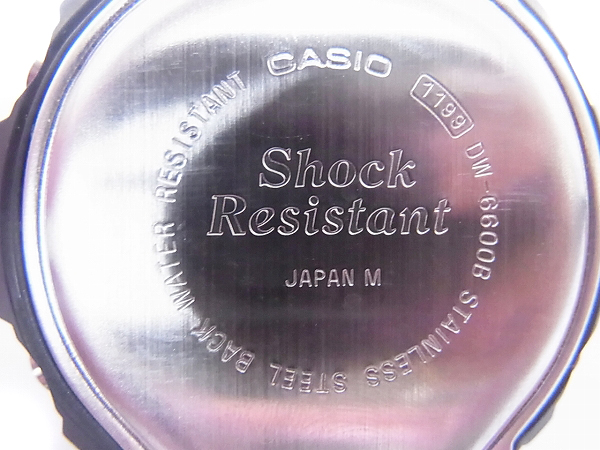 CASIO
1199 DW-6600B STAINLESS STEEL BACK WATER RESISTANT
Shock
Resistant
JAPAN M